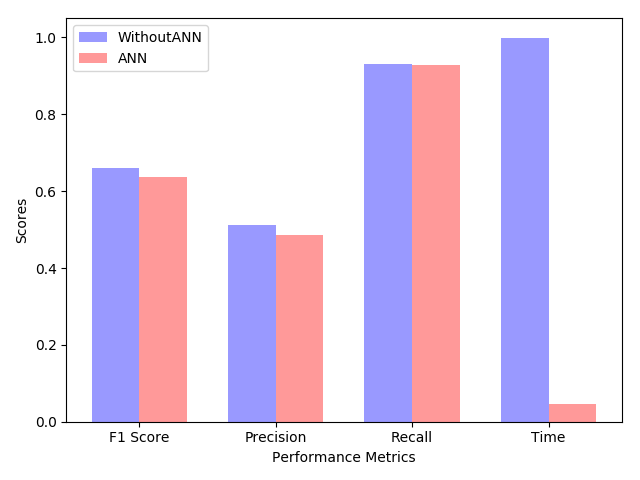 WithoutANN
ANN
1.0
0.8
0.6
0.4
0.2
0.0
Scores
F1 Score
Precision
Recall
Time
Performance Metrics